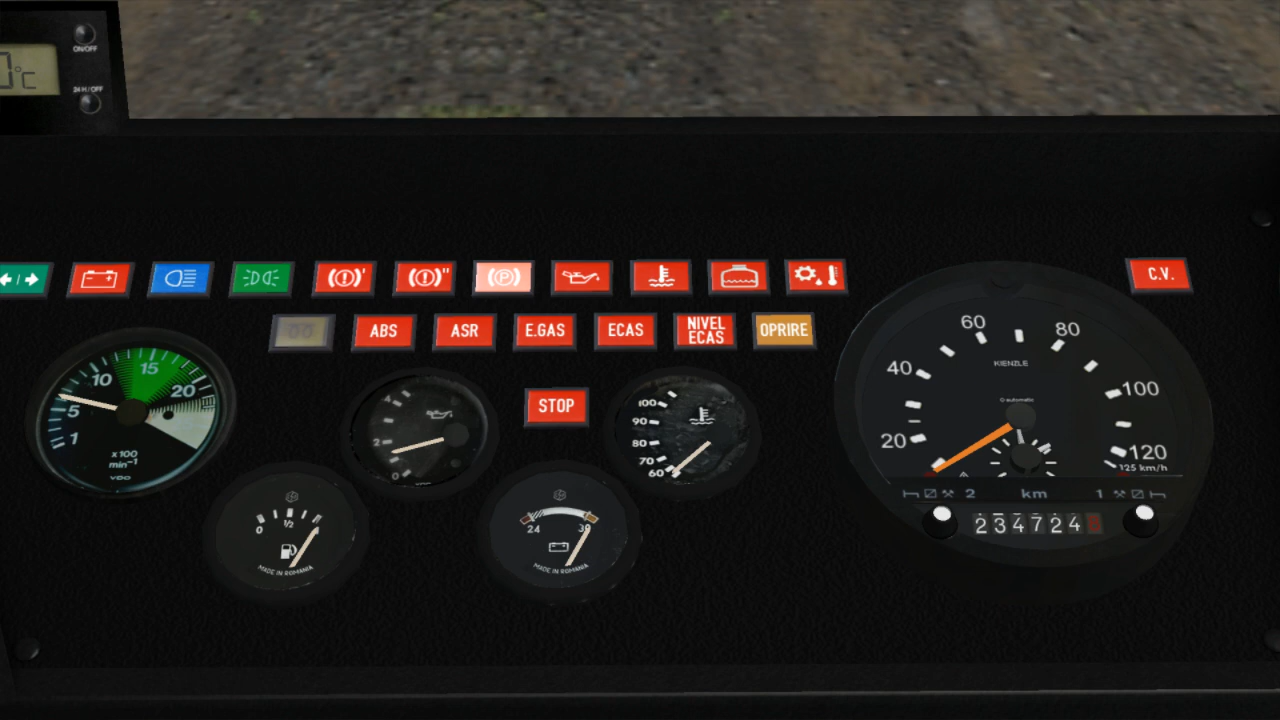 °C
ON/OFF
24 H / OFF
(!)'
(!)"
(P)
C.V.
ABS
ASR
E.GAS
ECAS
NIVEL
ECAS
OPRIRE
STOP
1
5
10
15
20
x 100
min⁻¹
VDO
0
2
100
90
80
70
60
0
1/2
MADE IN ROMANIA
24
30
MADE IN ROMANIA
20
40
60
80
100
120
125 km/h
KIENZLE
automatic
2 km 1
234724